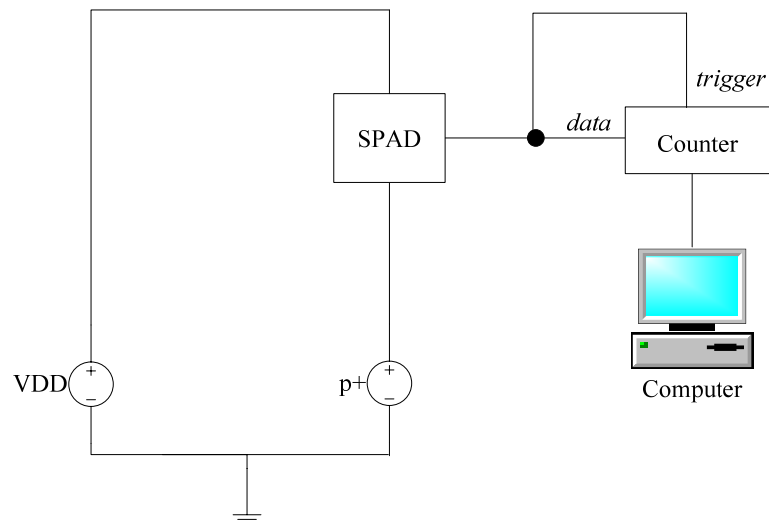 trigger
SPAD
data
Counter
VDD
p+
Computer